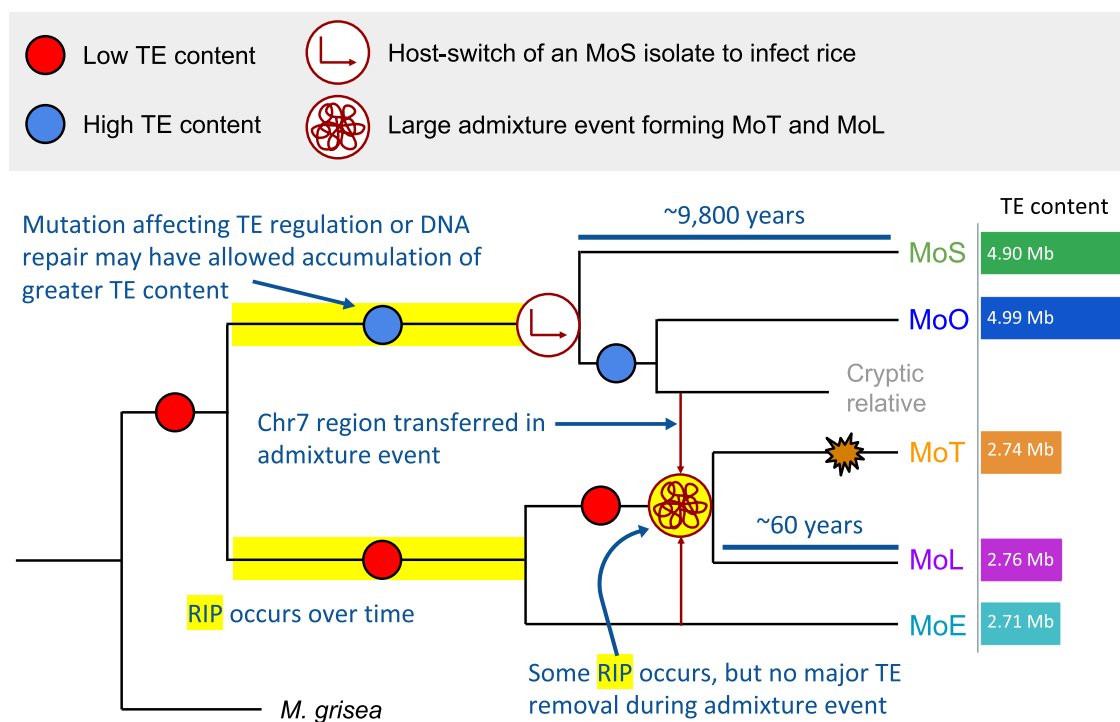 Low TE content
Host-switch of an MoS isolate to infect rice
High TE content
Large admixture event forming MoT and MoL
TE content
Mutation affecting TE regulation or DNA
repair may have allowed accumulation of
greater TE content
~9,800 years
MoS
4.90 Mb
MoO
4.99 Mb
Cryptic
relative
Chr7 region transferred in
admixture event
MoT
2.74 Mb
~60 years
MoL
2.76 Mb
RIP occurs over time
MoE
2.71 Mb
Some RIP occurs, but no major TE
removal during admixture event
M. grisea